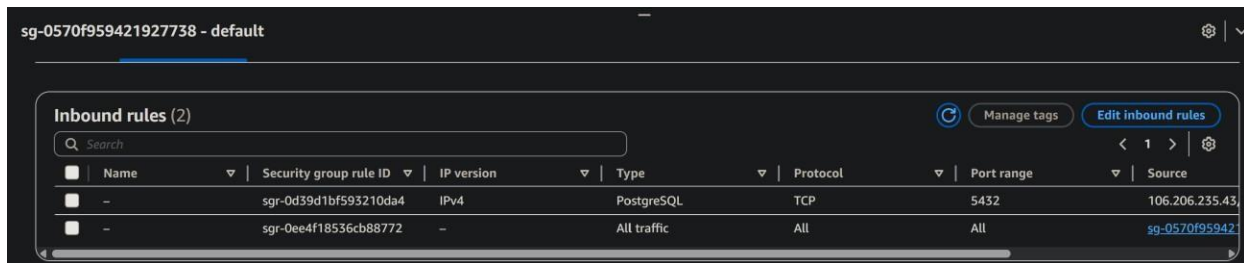 sg-0570f959421927738 - default
Inbound rules (2)
Manage tags
Edit inbound rules
Search
1
Name Security group rule ID IP version Type Protocol Port range Source
– sgr-0d39d1bf593210da4 IPv4 PostgreSQL TCP 5432 106.206.235.43,
– sgr-0ee4f18536cb88772 – All traffic All All sg-0570f95942